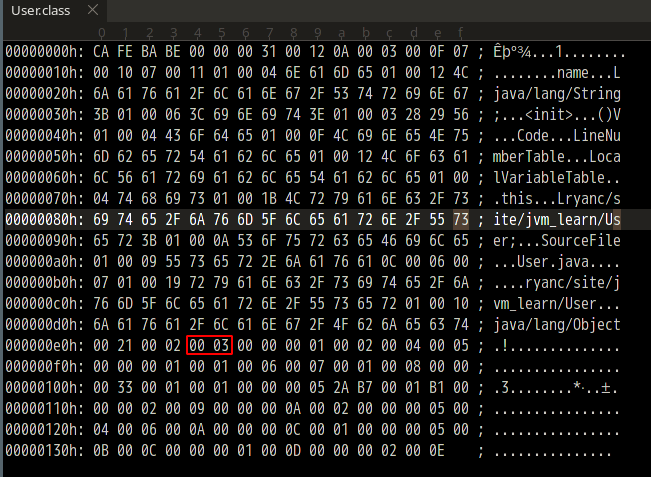 User.class
0 1 2 3 4 5 6 7 8 9 a b c d e f
00000000h: CA FE BA BE 00 00 00 31 00 12 0A 00 03 00 0F 07 ; Êþº¾...1........
00000010h: 00 10 07 00 11 01 00 04 6E 61 6D 65 01 00 12 4C ; ........name...L
00000020h: 6A 61 76 61 2F 6C 61 6E 67 2F 53 74 72 69 6E 67 ; java/lang/String
00000030h: 3B 01 00 06 3C 69 6E 69 74 3E 01 00 03 28 29 56 ; ;...<init>...()V
00000040h: 01 00 04 43 6F 64 65 01 00 0F 4C 69 6E 65 4E 75 ; ...Code...LineNu
00000050h: 6D 62 65 72 54 61 62 6C 65 01 00 12 4C 6F 63 61 ; mberTable...Loca
00000060h: 6C 56 61 72 69 61 62 6C 65 54 61 62 6C 65 01 00 ; lVariableTable..
00000070h: 04 74 68 69 73 01 00 1B 4C 72 79 61 6E 63 2F 73 ; .this...Lryanc/s
00000080h: 69 74 65 2F 6A 76 6D 5F 6C 65 61 72 6E 2F 55 73 ; ite/jvm_learn/Us
00000090h: 65 72 3B 01 00 0A 53 6F 75 72 63 65 46 69 6C 65 ; er;...SourceFile
000000a0h: 01 00 09 55 73 65 72 2E 6A 61 76 61 0C 00 06 00 ; ...User.java....
000000b0h: 07 01 00 19 72 79 61 6E 63 2F 73 69 74 65 2F 6A ; ....ryanc/site/j
000000c0h: 76 6D 5F 6C 65 61 72 6E 2F 55 73 65 72 01 00 10 ; vm_learn/User...
000000d0h: 6A 61 76 61 2F 6C 61 6E 67 2F 4F 62 6A 65 63 74 ; java/lang/Object
000000e0h: 00 21 00 02 00 03 00 00 00 01 00 02 00 04 00 05 ; .!..............
000000f0h: 00 00 00 01 00 01 00 06 00 07 00 01 00 08 00 00 ; ................
00000100h: 00 33 00 01 00 01 00 00 00 05 2A B7 00 01 B1 00 ; .3........*·..±.
00000110h: 00 00 02 00 09 00 00 00 0A 00 02 00 00 00 05 00 ; ................
00000120h: 04 00 06 00 0A 00 00 00 0C 00 01 00 00 00 05 00 ; ................
00000130h: 0B 00 0C 00 00 00 01 00 0D 00 00 00 02 00 0E ; ...............